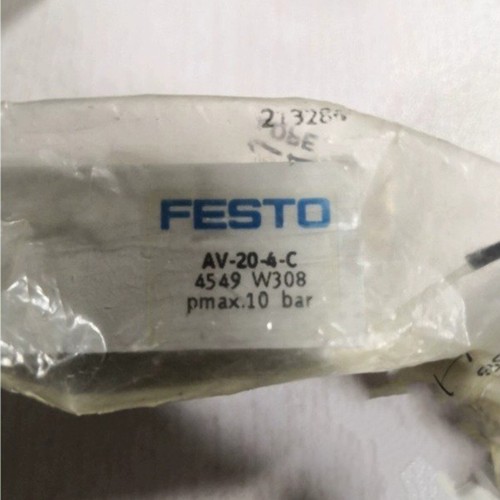 FESTO
AV-20-4-C
4549 W308
pmax.10 bar